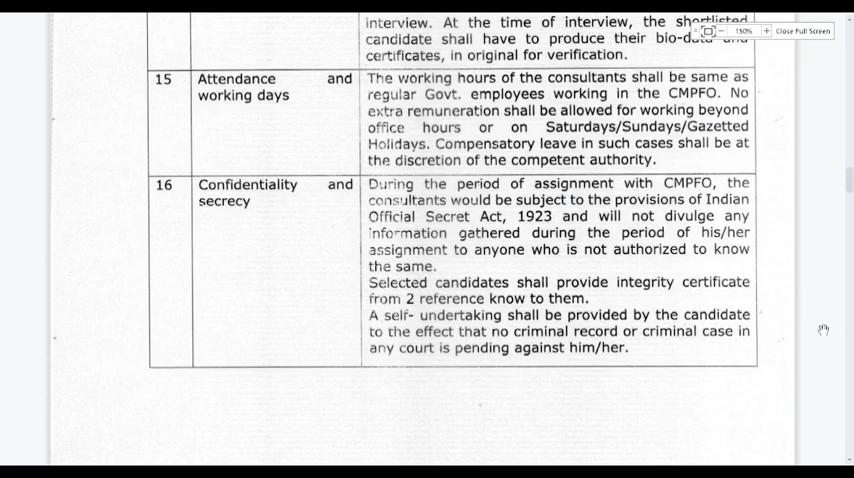 interview. At the time of interview, the shortlisted
150%
Close Full Screen
candidate shall have to produce their bio-data and
certificates, in original for verification.
15 Attendance and The working hours of the consultants shall be same as
working days regular Govt. employees working in the CMPFO. No
extra remuneration shall be allowed for working beyond
office hours or on Saturdays/Sundays/Gazetted
Holidays. Compensatory leave in such cases shall be at
the discretion of the competent authority.
16 Confidentiality and During the period of assignment with CMPFO, the
secrecy consultants would be subject to the provisions of Indian
Official Secret Act, 1923 and will not divulge any
information gathered during the period of his/her
assignment to anyone who is not authorized to know
the same.
Selected candidates shall provide integrity certificate
from 2 reference know to them.
A self- undertaking shall be provided by the candidate
to the effect that no criminal record or criminal case in
any court is pending against him/her.